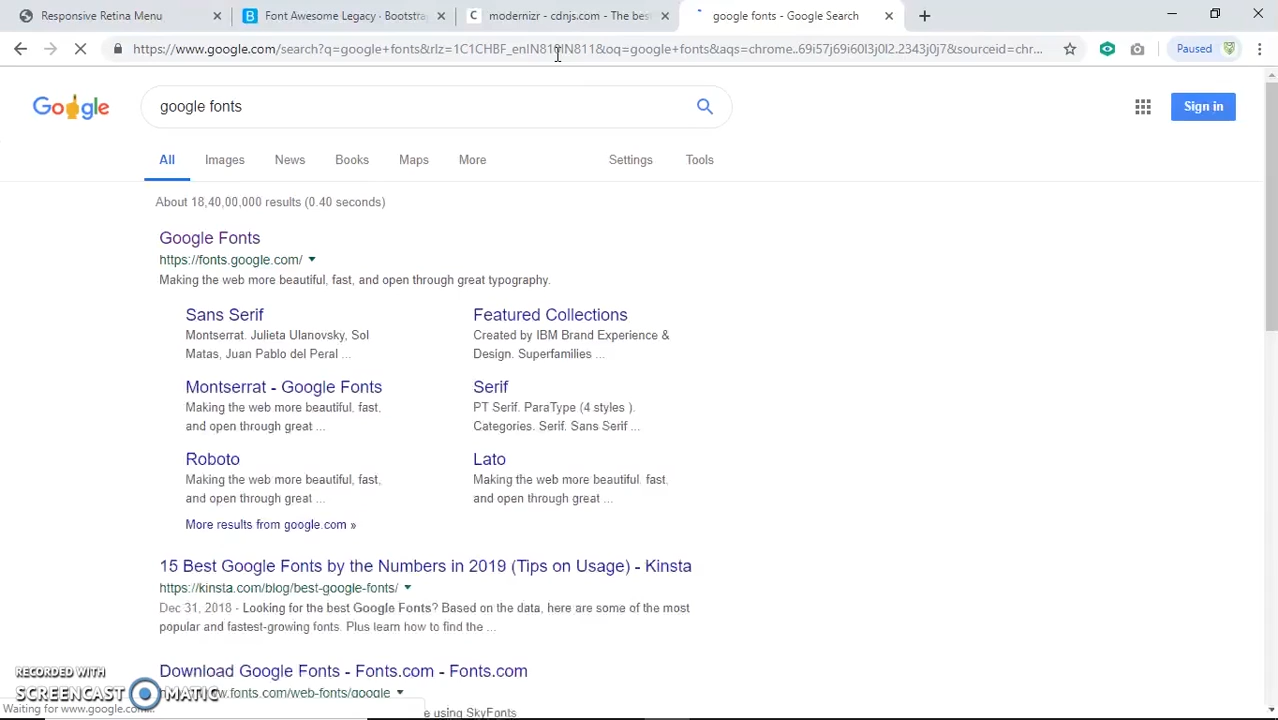 Responsive Retina Menu
Font Awesome Legacy · Bootstrap
modernizr - cdnjs.com - The best
google fonts - Google Search
https://www.google.com/search?q=google+fonts&rlz=1C1CHBF_enIN811IN811&oq=google+fonts&aqs=chrome..69i57j69i60l3j0l2.2343j0j7&sourceid=chr...
Paused
Google
google fonts
Sign in
All Images News Books Maps More Settings Tools
About 18,40,00,000 results (0.40 seconds)
Google Fonts
https://fonts.google.com/
Making the web more beautiful, fast, and open through great typography.
Sans Serif
Montserrat. Julieta Ulanovsky, Sol
Matas, Juan Pablo del Peral ...
Featured Collections
Created by IBM Brand Experience &
Design. Superfamilies ...
Montserrat - Google Fonts
Making the web more beautiful, fast,
and open through great ...
Serif
PT Serif. ParaType (4 styles ).
Categories. Serif. Sans Serif ...
Roboto
Making the web more beautiful, fast,
and open through great ...
Lato
Making the web more beautiful, fast,
and open through great ...
More results from google.com »
15 Best Google Fonts by the Numbers in 2019 (Tips on Usage) - Kinsta
https://kinsta.com/blog/best-google-fonts/
Dec 31, 2018 - Looking for the best Google Fonts? Based on the data, here are some of the most
popular and fastest-growing fonts. Plus learn how to find the ...
Download Google Fonts - Fonts.com - Fonts.com
.fonts.com/web-fonts/google
using SkyFonts
RECORDED WITH
SCREENCAST MATIC
Waiting for www.google.com...